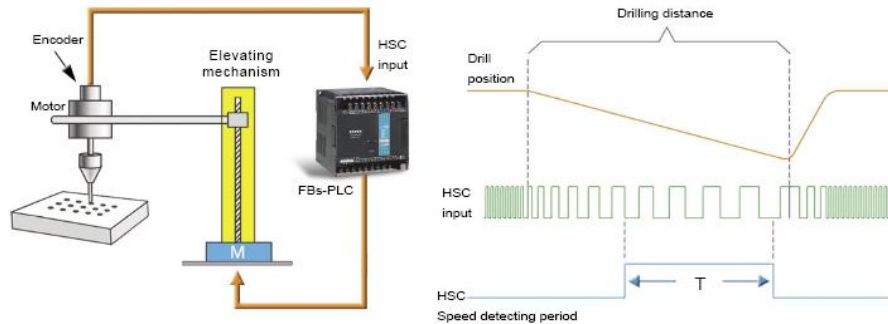 Encoder
Motor
Elevating
mechanism
HSC
input
FBs-PLC
M
Drilling distance
Drill
position
HSC
input
T
HSC
Speed detecting period